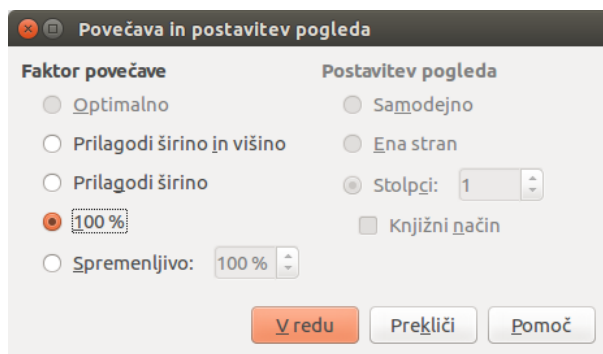 Povečava in postavitev pogleda
Faktor povečave
Optimalno
Prilagodi širino in višino
Prilagodi širino
100 %
Spremenljivo: 100 %
Postavitev pogleda
Samodejno
Ena stran
Stolpci: 1
Knjižni način
V redu
Prekliči
Pomoč